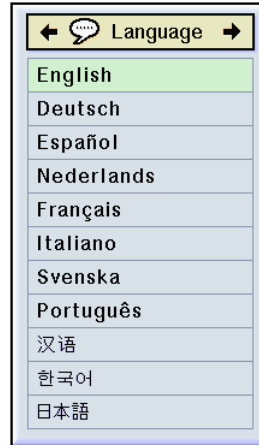 Language
English
Deutsch
Español
Nederlands
Français
Italiano
Svenska
Português
汉语
한국어
日本語